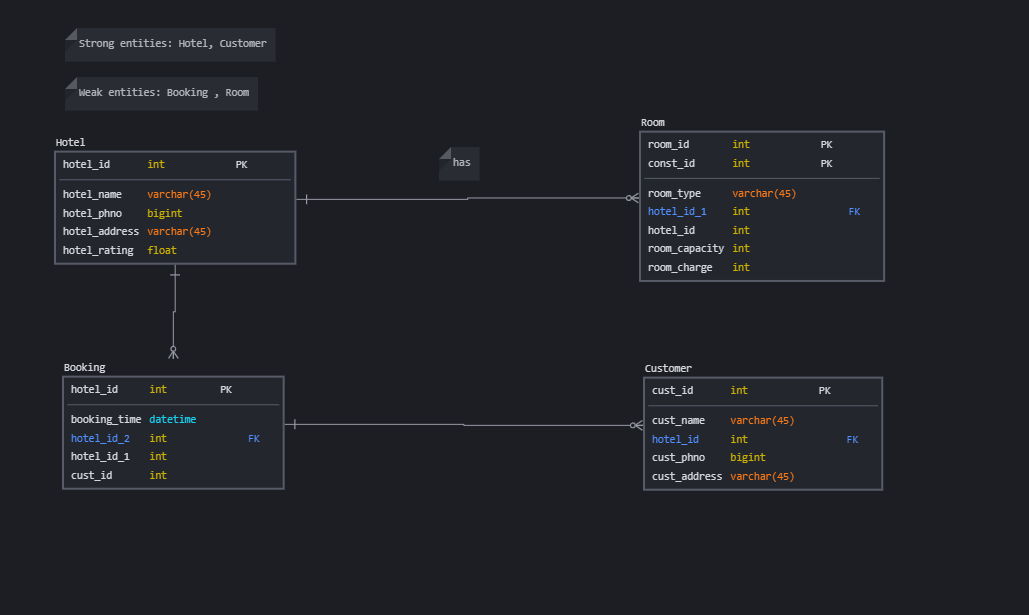 Strong entities: Hotel, Customer
Weak entities: Booking , Room
Hotel
hotel_id int PK
hotel_name varchar(45)
hotel_phno bigint
hotel_address varchar(45)
hotel_rating float
has
Room
room_id int PK
const_id int PK
room_type varchar(45)
hotel_id_1 int FK
hotel_id int
room_capacity int
room_charge int
Booking
hotel_id int PK
booking_time datetime
hotel_id_2 int FK
hotel_id_1 int
cust_id int
Customer
cust_id int PK
cust_name varchar(45)
hotel_id int FK
cust_phno bigint
cust_address varchar(45)